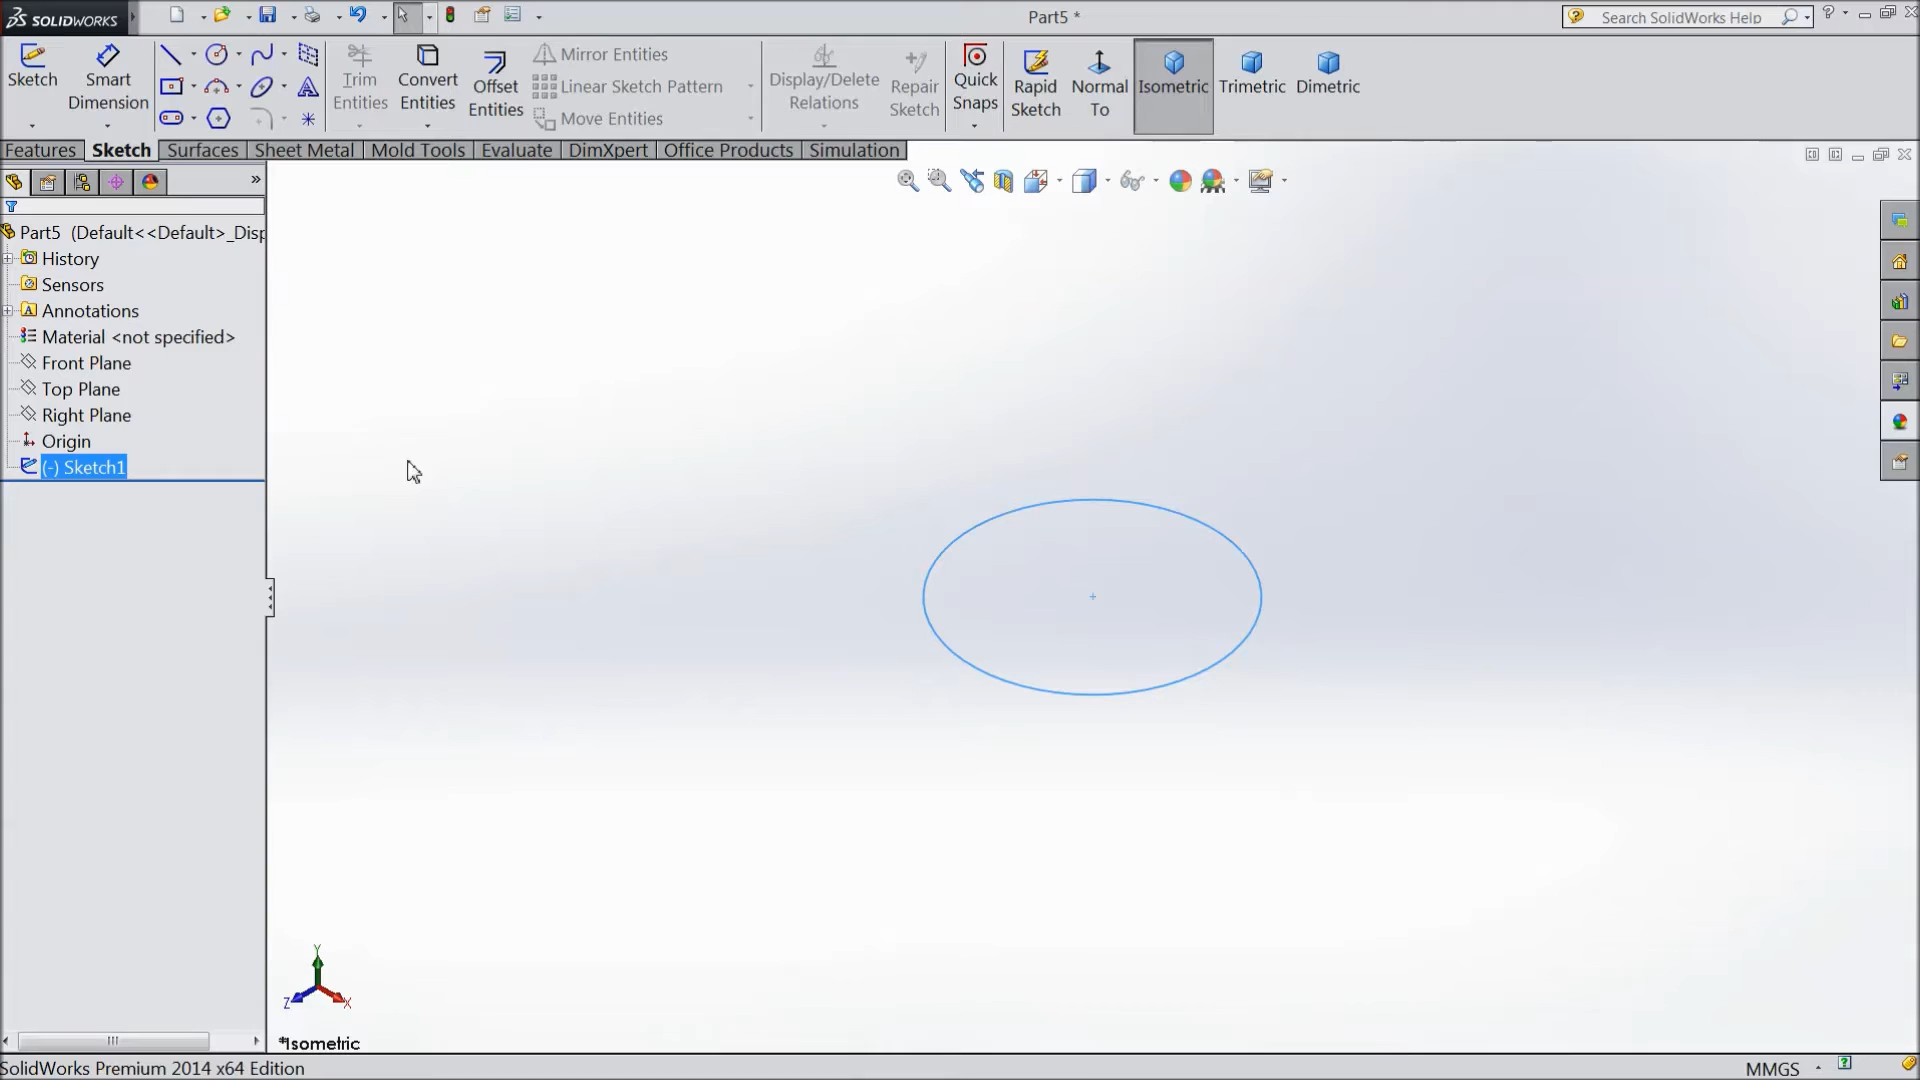 SOLIDWORKS
Part5 *
Search SolidWorks Help
Sketch
Smart Dimension
Trim Entities
Convert Entities
Offset Entities
Mirror Entities
Linear Sketch Pattern
Move Entities
Display/Delete Relations
Repair Sketch
Quick Snaps
Rapid Sketch
Normal To
Isometric
Trimetric
Dimetric
Features
Sketch
Surfaces
Sheet Metal
Mold Tools
Evaluate
DimXpert
Office Products
Simulation
Part5 (Default<<Default>_Disp
History
Sensors
Annotations
Material <not specified>
Front Plane
Top Plane
Right Plane
Origin
(-) Sketch1
Y
Z
X
*Isometric
SolidWorks Premium 2014 x64 Edition
MMGS